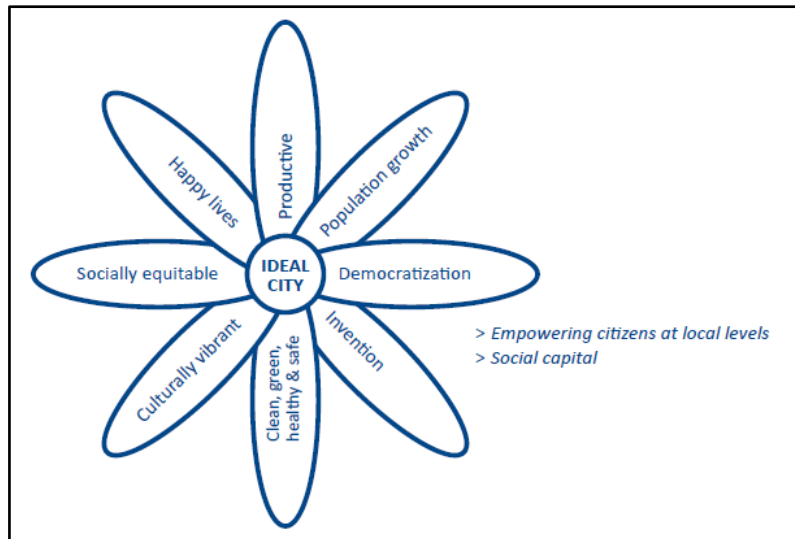 Productive
Population growth
Happy lives
Socially equitable
IDEAL
CITY
Democratization
Culturally vibrant
Clean, green,
healthy & safe
Invention
> Empowering citizens at local levels
> Social capital